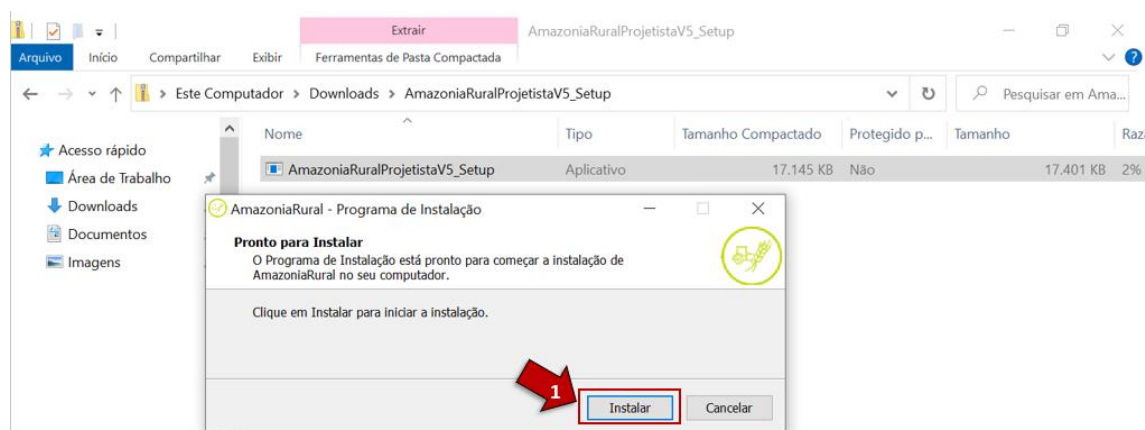 Extrair
AmazoniaRuralProjetistaV5_Setup
Arquivo Início Compartilhar Exibir Ferramentas de Pasta Compactada
Este Computador > Downloads > AmazoniaRuralProjetistaV5_Setup
Pesquisar em Ama...
Nome Tipo Tamanho Compactado Protegido p... Tamanho Raz
Acesso rápido
AmazoniaRuralProjetistaV5_Setup Aplicativo 17.145 KB Não 17.401 KB 2%
Área de Trabalho
Downloads
Documentos
Imagens
AmazoniaRural - Programa de Instalação
Pronto para Instalar
O Programa de Instalação está pronto para começar a instalação de
AmazoniaRural no seu computador.
Clique em Instalar para iniciar a instalação.
1
Instalar Cancelar